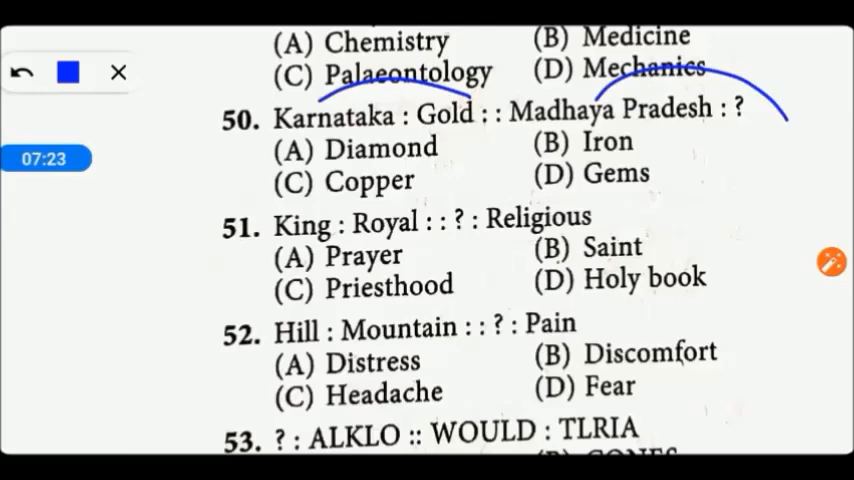 (A) Chemistry (B) Medicine
(C) Palaeontology (D) Mechanics
50. Karnataka : Gold : : Madhaya Pradesh : ?
(A) Diamond (B) Iron
(C) Copper (D) Gems
51. King : Royal : : ? : Religious
(A) Prayer (B) Saint
(C) Priesthood (D) Holy book
52. Hill : Mountain : : ? : Pain
(A) Distress (B) Discomfort
(C) Headache (D) Fear
53. ? : ALKLO :: WOULD : TLRIA
07:23